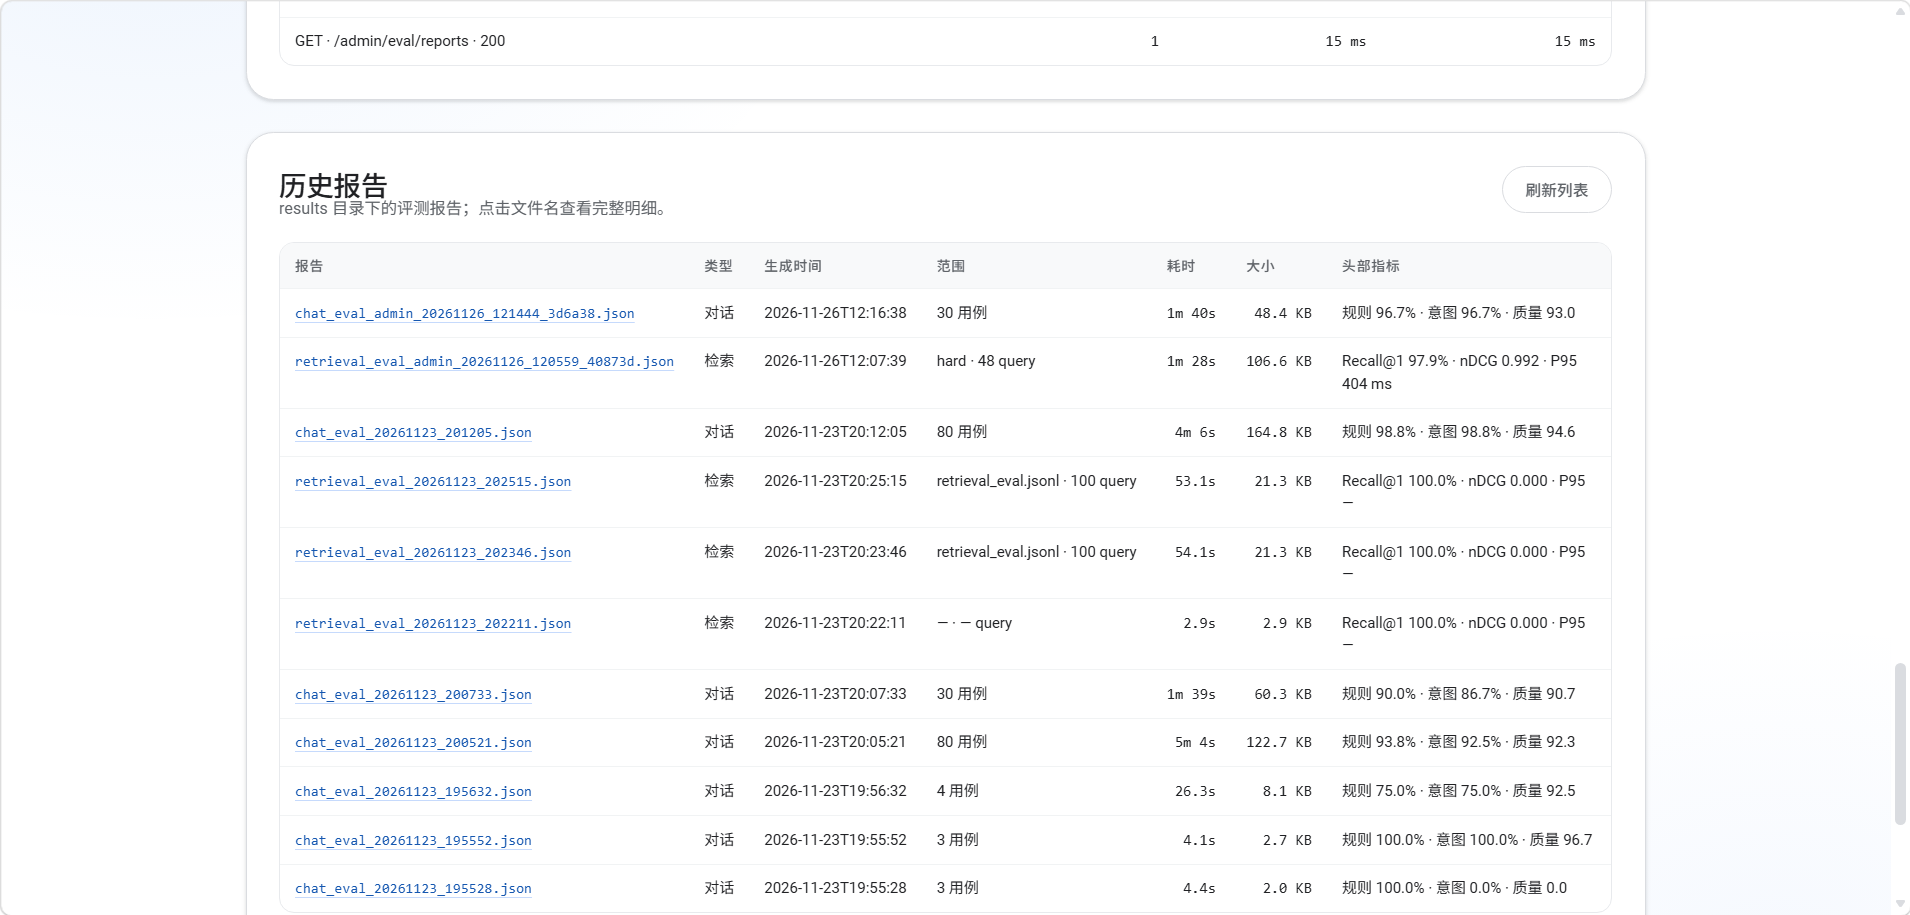 GET · /admin/eval/reports · 200 1 15 ms 15 ms
历史报告
刷新列表
results 目录下的评测报告；点击文件名查看完整明细。
报告 类型 生成时间 范围 耗时 大小 头部指标
chat_eval_admin_20261126_121444_3d6a38.json 对话 2026-11-26T12:16:38 30 用例 1m 40s 48.4 KB 规则 96.7% · 意图 96.7% · 质量 93.0
retrieval_eval_admin_20261126_120559_40873d.json 检索 2026-11-26T12:07:39 hard · 48 query 1m 28s 106.6 KB Recall@1 97.9% · nDCG 0.992 · P95
404 ms
chat_eval_20261123_201205.json 对话 2026-11-23T20:12:05 80 用例 4m 6s 164.8 KB 规则 98.8% · 意图 98.8% · 质量 94.6
retrieval_eval_20261123_202515.json 检索 2026-11-23T20:25:15 retrieval_eval.jsonl · 100 query 53.1s 21.3 KB Recall@1 100.0% · nDCG 0.000 · P95
—
retrieval_eval_20261123_202346.json 检索 2026-11-23T20:23:46 retrieval_eval.jsonl · 100 query 54.1s 21.3 KB Recall@1 100.0% · nDCG 0.000 · P95
—
retrieval_eval_20261123_202211.json 检索 2026-11-23T20:22:11 — · — query 2.9s 2.9 KB Recall@1 100.0% · nDCG 0.000 · P95
—
chat_eval_20261123_200733.json 对话 2026-11-23T20:07:33 30 用例 1m 39s 60.3 KB 规则 90.0% · 意图 86.7% · 质量 90.7
chat_eval_20261123_200521.json 对话 2026-11-23T20:05:21 80 用例 5m 4s 122.7 KB 规则 93.8% · 意图 92.5% · 质量 92.3
chat_eval_20261123_195632.json 对话 2026-11-23T19:56:32 4 用例 26.3s 8.1 KB 规则 75.0% · 意图 75.0% · 质量 92.5
chat_eval_20261123_195552.json 对话 2026-11-23T19:55:52 3 用例 4.1s 2.7 KB 规则 100.0% · 意图 100.0% · 质量 96.7
chat_eval_20261123_195528.json 对话 2026-11-23T19:55:28 3 用例 4.4s 2.0 KB 规则 100.0% · 意图 0.0% · 质量 0.0